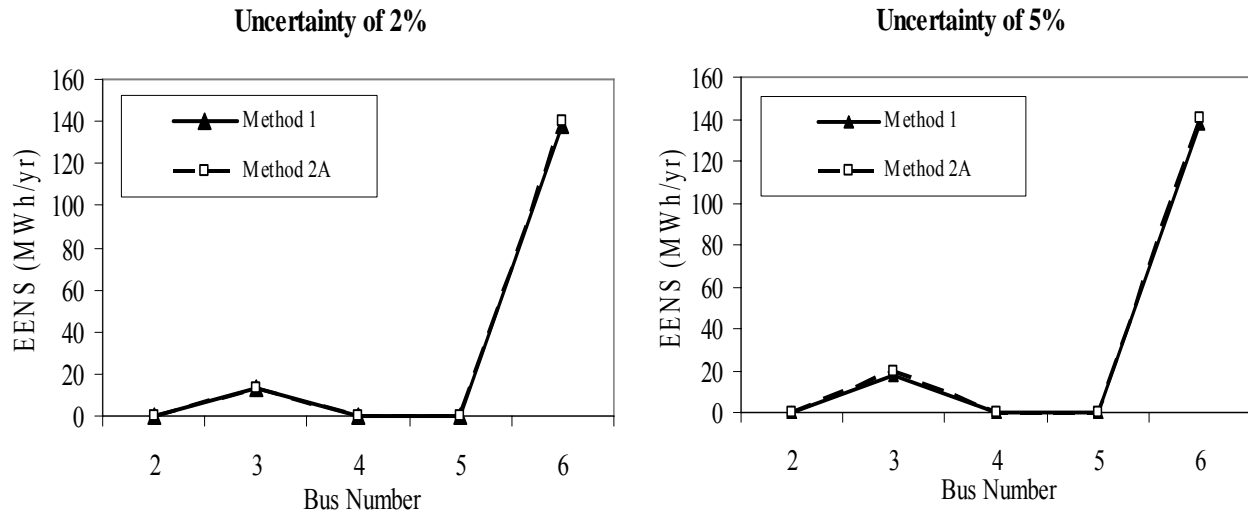 Uncertainty of 2%
EENS (MWh/yr)
160
140
120
100
80
60
40
20
0
Method 1
Method 2A
2 3 4 5 6
Bus Number
Uncertainty of 5%
EENS (MWh/yr)
160
140
120
100
80
60
40
20
0
Method 1
Method 2A
2 3 4 5 6
Bus Number